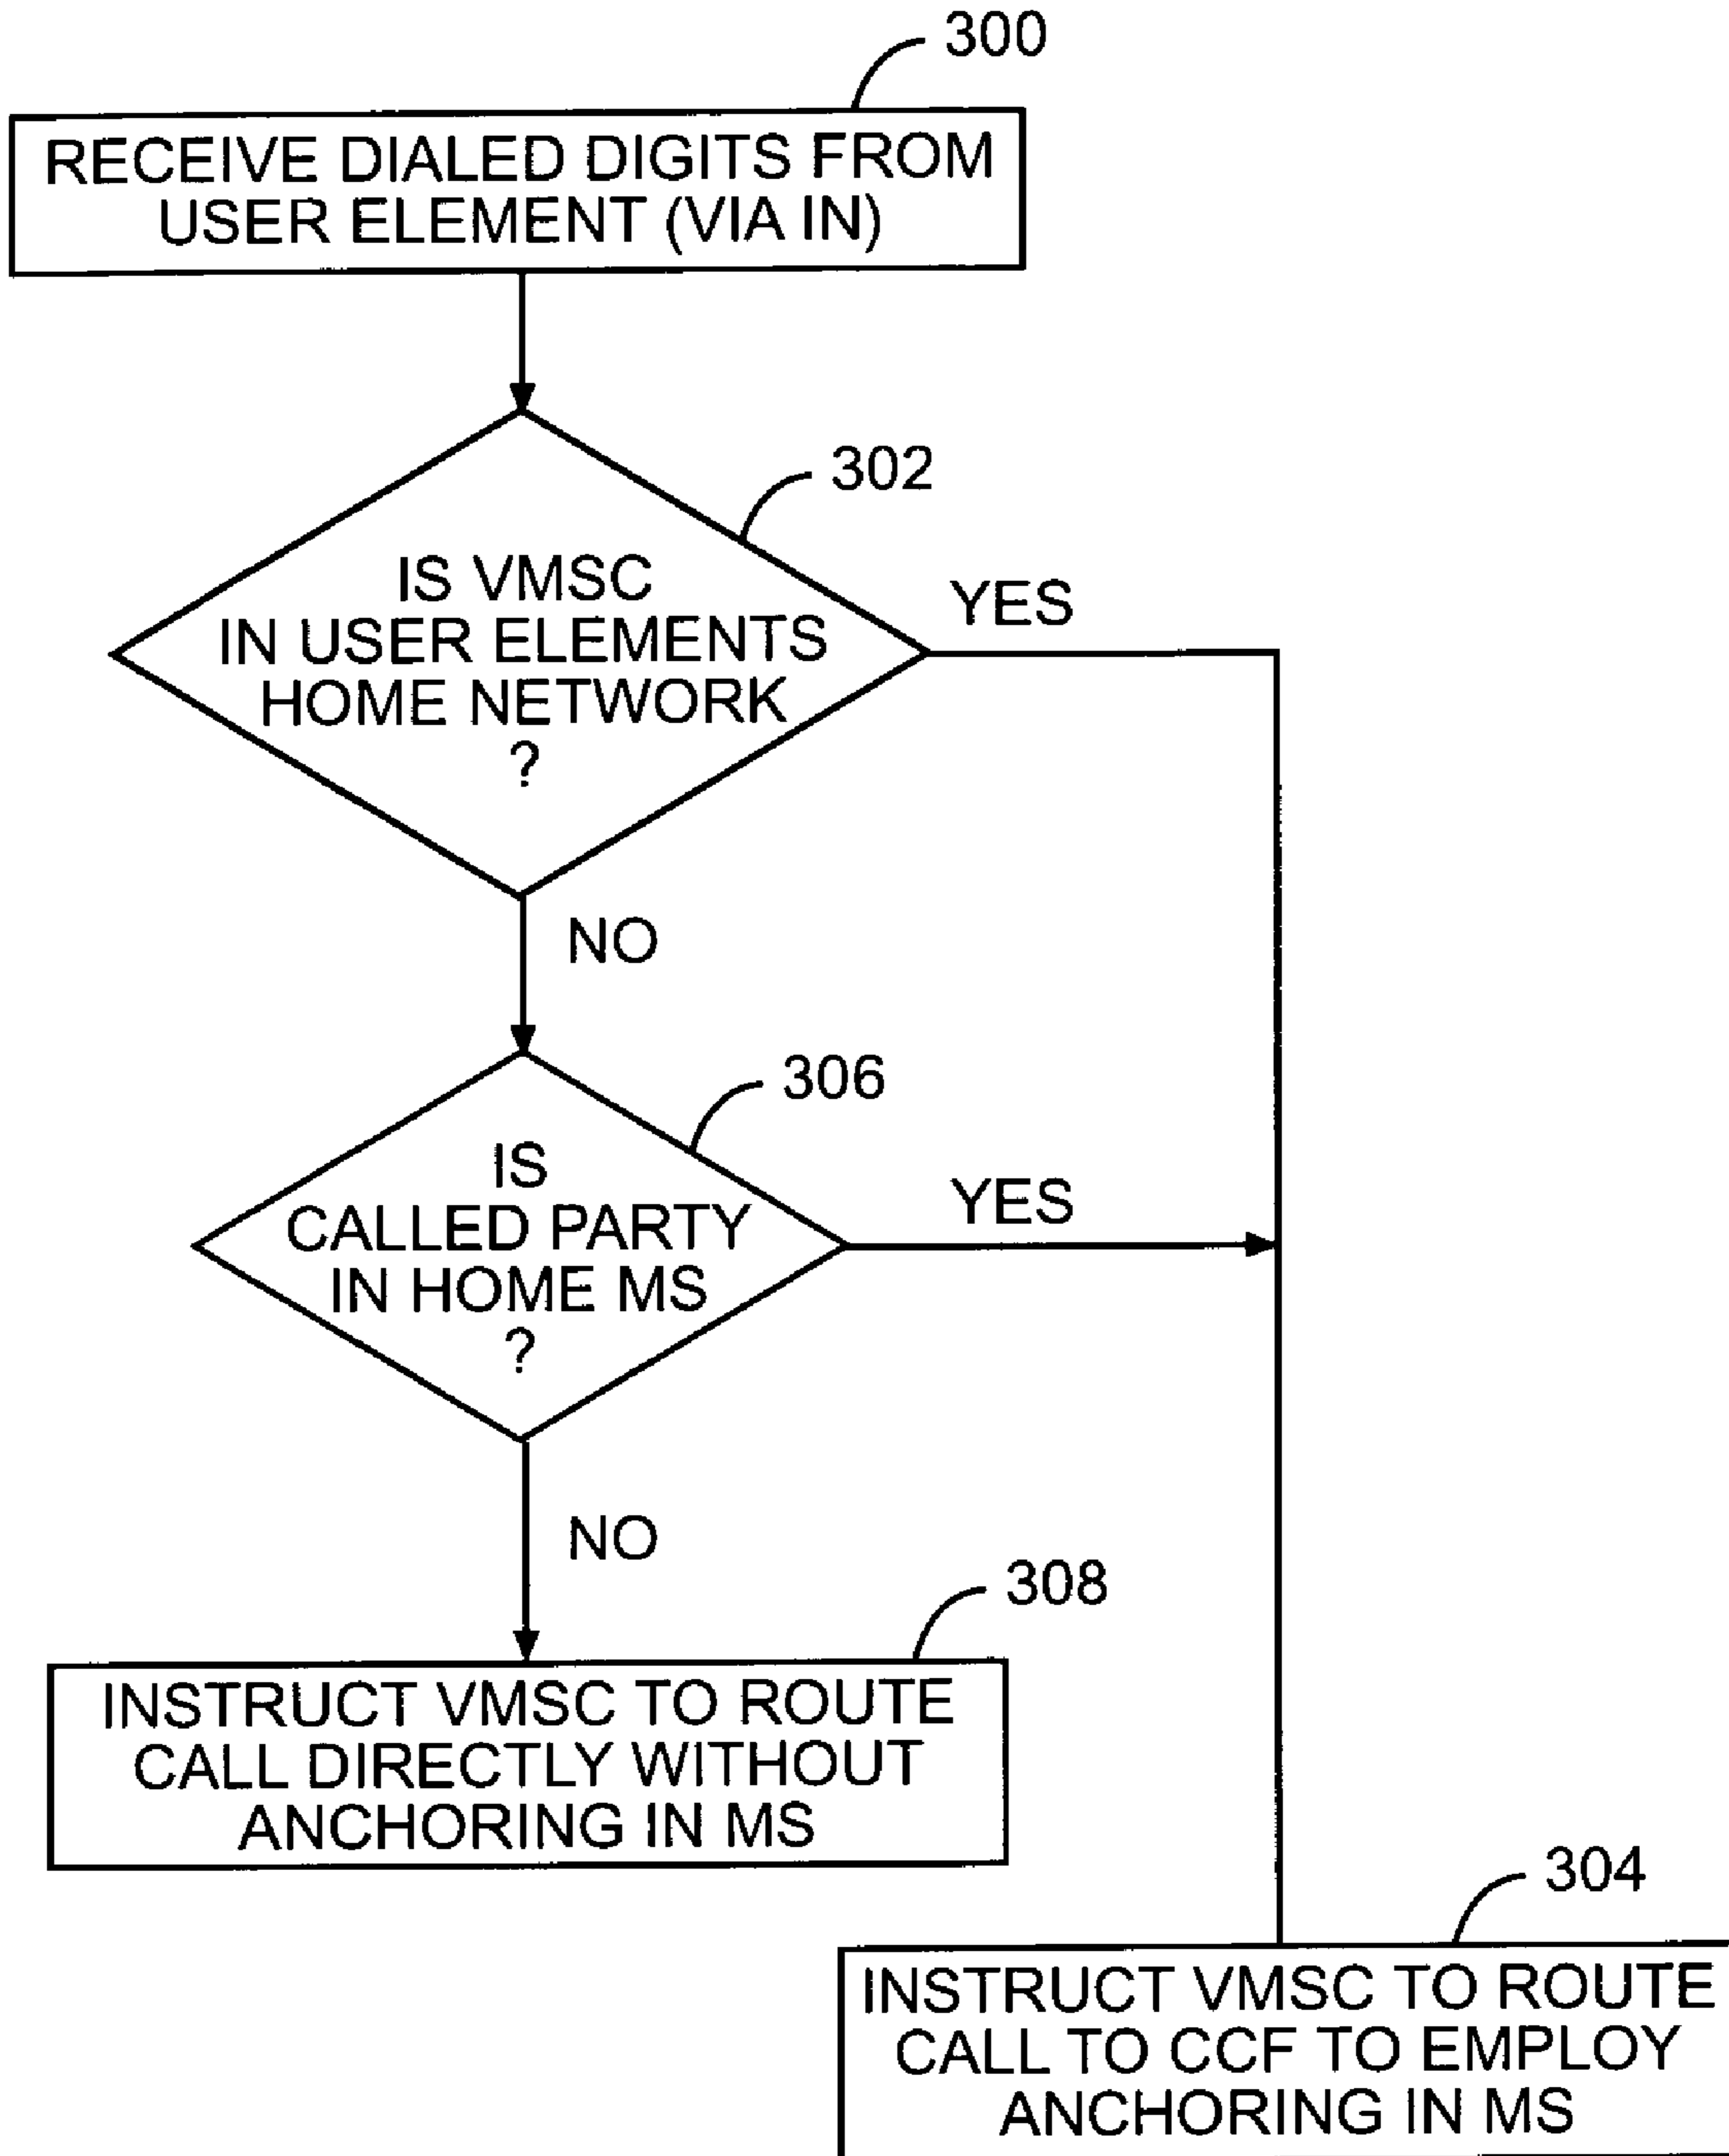 300
RECEIVE DIALED DIGITS FROM
USER ELEMENT (VIA IN)
302
IS VMSC
IN USER ELEMENTS
HOME NETWORK
?
YES
NO
306
IS
CALLED PARTY
IN HOME MS
?
YES
NO
308
INSTRUCT VMSC TO ROUTE
CALL DIRECTLY WITHOUT
ANCHORING IN MS
304
INSTRUCT VMSC TO ROUTE
CALL TO CCF TO EMPLOY
ANCHORING IN MS